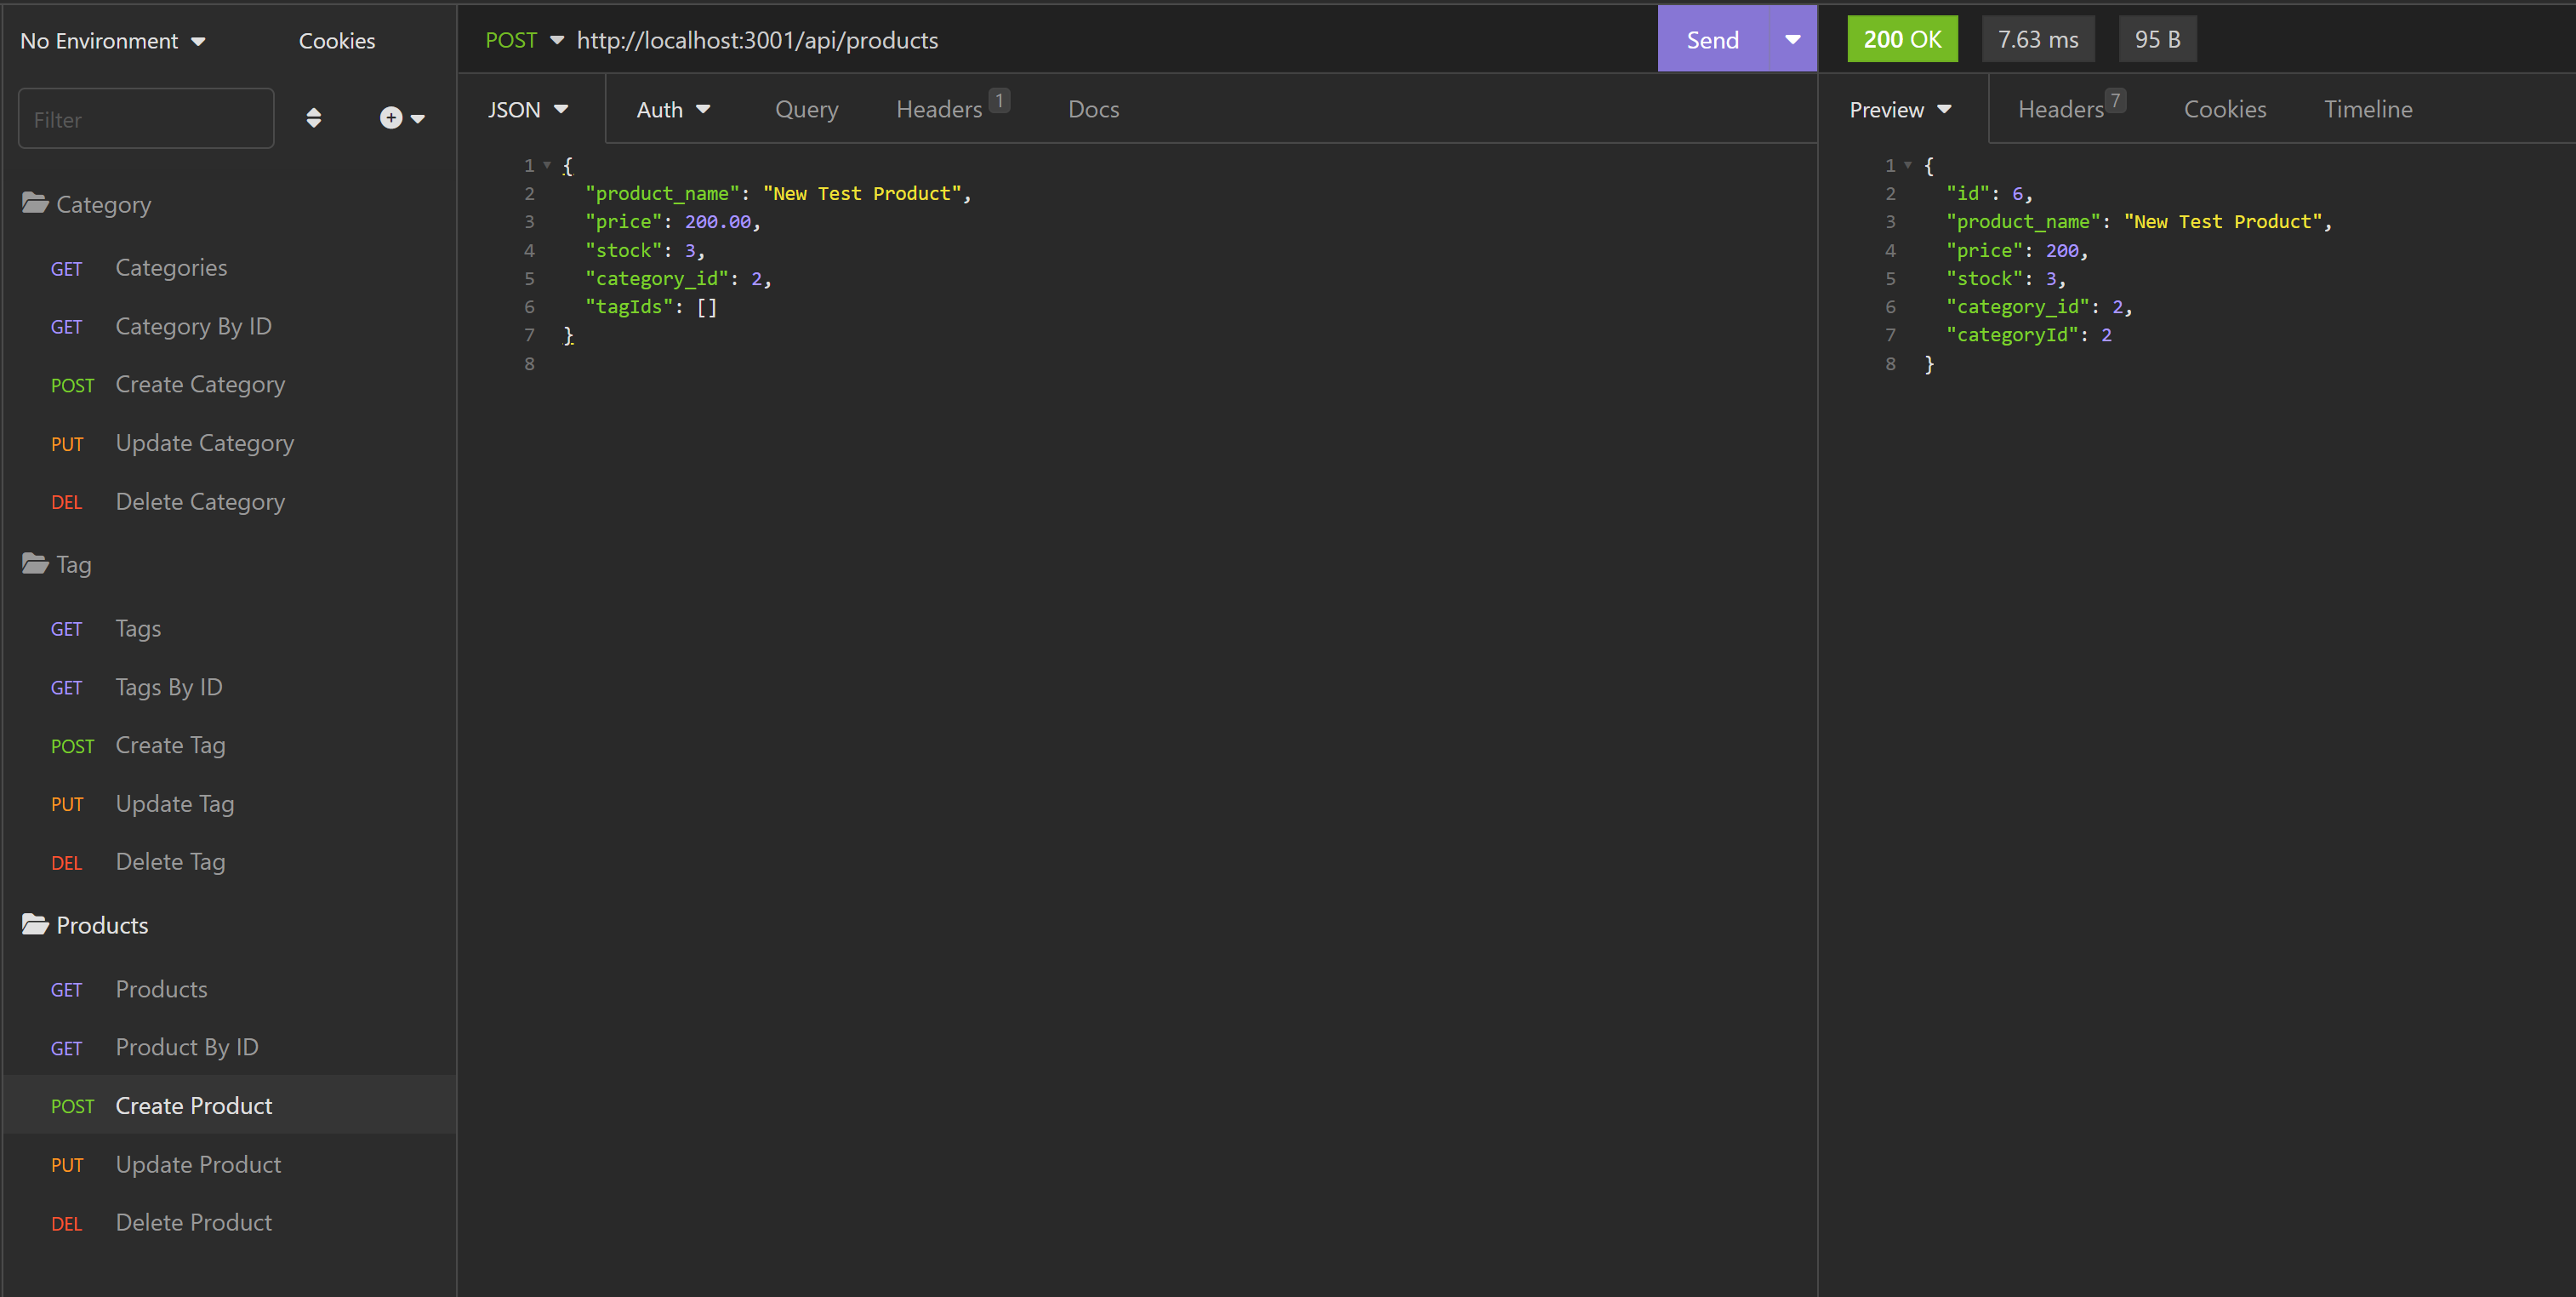 No Environment Cookies
Filter
Category
GET Categories
GET Category By ID
POST Create Category
PUT Update Category
DEL Delete Category
Tag
GET Tags
GET Tags By ID
POST Create Tag
PUT Update Tag
DEL Delete Tag
Products
GET Products
GET Product By ID
POST Create Product
PUT Update Product
DEL Delete Product
POST http://localhost:3001/api/products Send
JSON Auth Query Headers 1 Docs
1 {
2 "product_name": "New Test Product",
3 "price": 200.00,
4 "stock": 3,
5 "category_id": 2,
6 "tagIds": []
7 }
8
200 OK 7.63 ms 95 B
Preview Headers 7 Cookies Timeline
1 {
2 "id": 6,
3 "product_name": "New Test Product",
4 "price": 200,
5 "stock": 3,
6 "category_id": 2,
7 "categoryId": 2
8 }